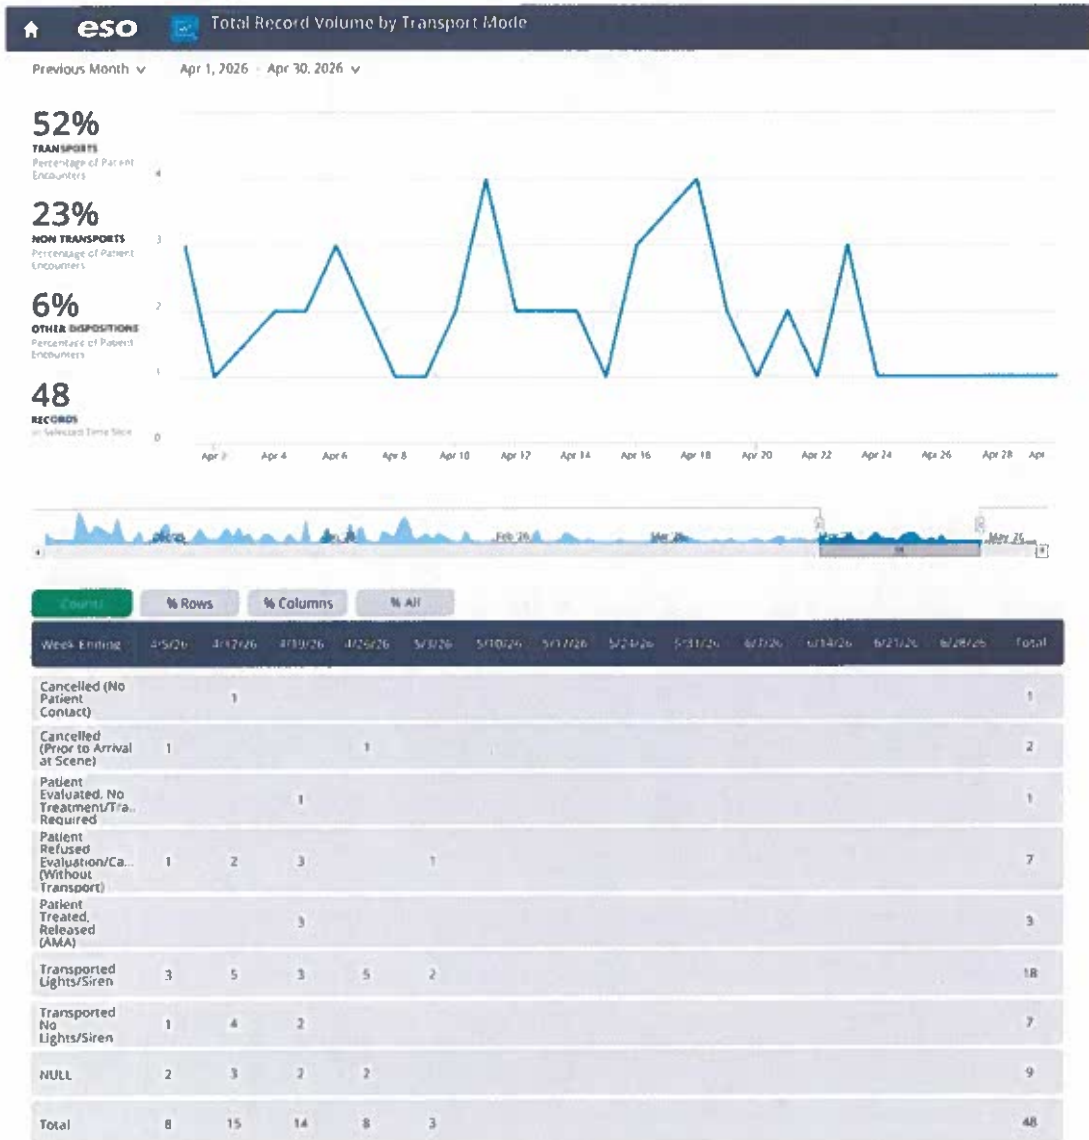 eso
Total Record Volume by Transport Mode
Previous Month
Apr 1, 2026 - Apr 30, 2026
52%
TRANSPORTS
Percentage of Patient
Encounters
23%
NON TRANSPORTS
Percentage of Patient
Encounters
6%
OTHER DISPOSITIONS
Percentage of Patient
Encounters
48
RECORDS
in Selected Time Slice
4
3
2
1
0
Apr 2 Apr 4 Apr 6 Apr 8 Apr 10 Apr 12 Apr 14 Apr 16 Apr 18 Apr 20 Apr 22 Apr 24 Apr 26 Apr 28 Apr
Feb '26 Mar '26 May '26
Counts % Rows % Columns % All
Week Ending 4/5/26 4/12/26 4/19/26 4/26/26 5/3/26 5/10/26 5/17/26 5/24/26 5/31/26 6/7/26 6/14/26 6/21/26 6/28/26 Total
Cancelled (No
Patient
Contact) 1 1
Cancelled
(Prior to Arrival
at Scene) 1 1 2
Patient
Evaluated, No
Treatment/Tra...
Required 1 1
Patient
Refused
Evaluation/Ca...
(Without
Transport) 1 2 3 1 7
Patient
Treated,
Released
(AMA) 3 3
Transported
Lights/Siren 3 5 3 5 2 18
Transported
No
Lights/Siren 1 4 2 7
NULL 2 3 2 2 9
Total 8 15 14 8 3 48